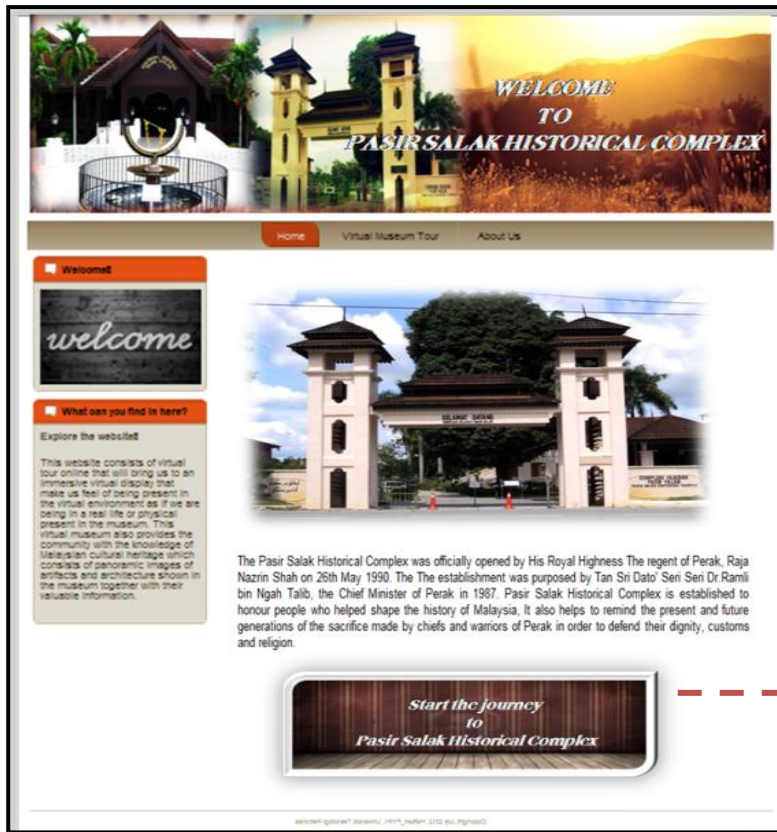 WELCOME
TO
PASIR SALAK HISTORICAL COMPLEX
Home Virtual Museum Tour About Us
Welcome
welcome
What can you find in here?
Explore the website
This website consists of virtual
tour online that will bring us to an
immersive virtual display that
make us feel of being present in
the virtual environment as if we are
being in a real life or physical
present in the museum. This
virtual museum also provides the
community with the knowledge of
Malaysian cultural heritage which
consists of panoramic images of
artifacts and architecture shown in
the museum together with their
valuable information.
SELAMAT DATANG
The Pasir Salak Historical Complex was officially opened by His Royal Highness The regent of Perak, Raja
Nazrin Shah on 26th May 1990. The The establishment was purposed by Tan Sri Dato' Seri Seri Dr.Ramli
bin Ngah Talib, the Chief Minister of Perak in 1987. Pasir Salak Historical Complex is established to
honour people who helped shape the history of Malaysia, It also helps to remind the present and future
generations of the sacrifice made by chiefs and warriors of Perak in order to defend their dignity, customs
and religion.
Start the journey
to
Pasir Salak Historical Complex